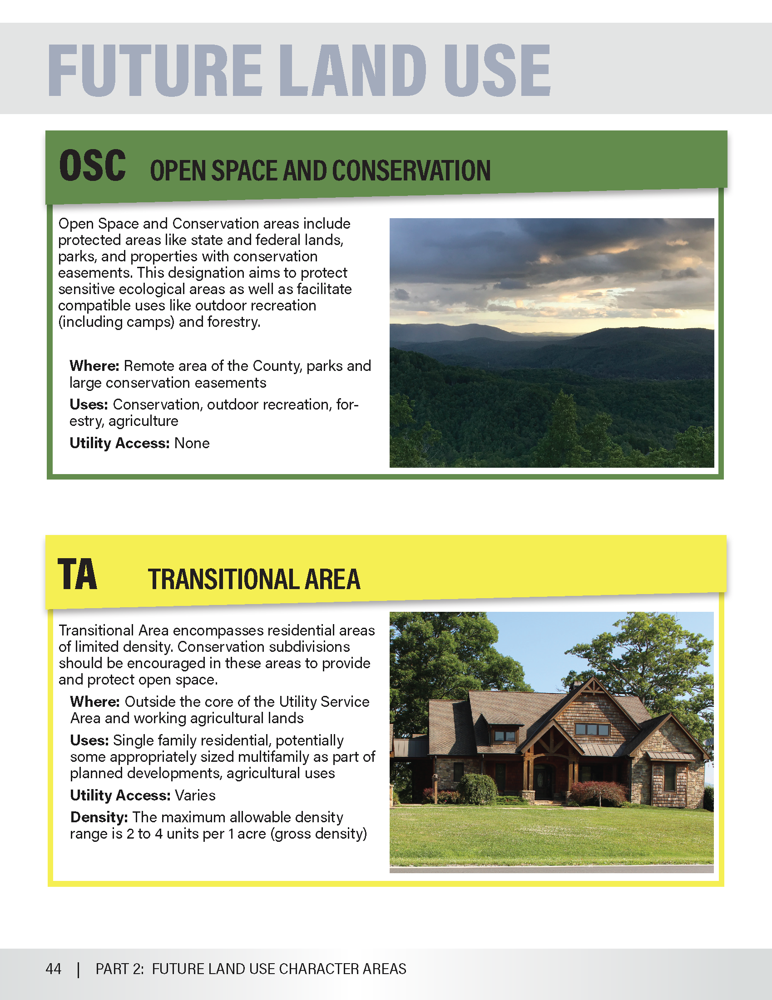 FUTURE LAND USE
OSC OPEN SPACE AND CONSERVATION
Open Space and Conservation areas include
protected areas like state and federal lands,
parks, and properties with conservation
easements. This designation aims to protect
sensitive ecological areas as well as facilitate
compatible uses like outdoor recreation
(including camps) and forestry.
Where: Remote area of the County, parks and
large conservation easements
Uses: Conservation, outdoor recreation, for-
estry, agriculture
Utility Access: None
TA TRANSITIONAL AREA
Transitional Area encompasses residential areas
of limited density. Conservation subdivisions
should be encouraged in these areas to provide
and protect open space.
Where: Outside the core of the Utility Service
Area and working agricultural lands
Uses: Single family residential, potentially
some appropriately sized multifamily as part of
planned developments, agricultural uses
Utility Access: Varies
Density: The maximum allowable density
range is 2 to 4 units per 1 acre (gross density)
44 | PART 2: FUTURE LAND USE CHARACTER AREAS